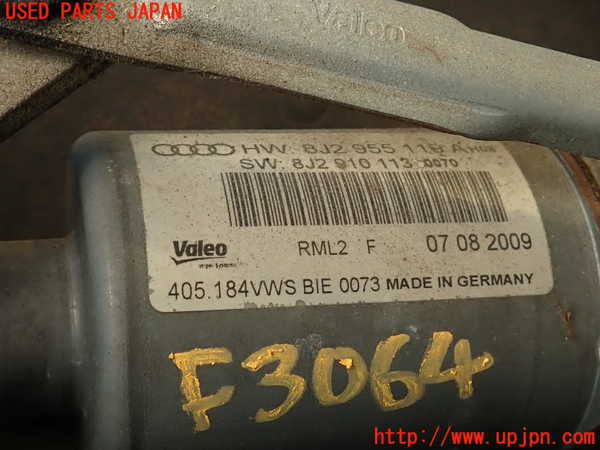 USED PARTS JAPAN
Valeo
HW: 8J2 955 119 A H08
SW: 8J2 910 113 0070
Valeo RML2 F 07 08 2009
405.184VWS BIE 0073 MADE IN GERMANY
F3064
http://www.upjpn.com/